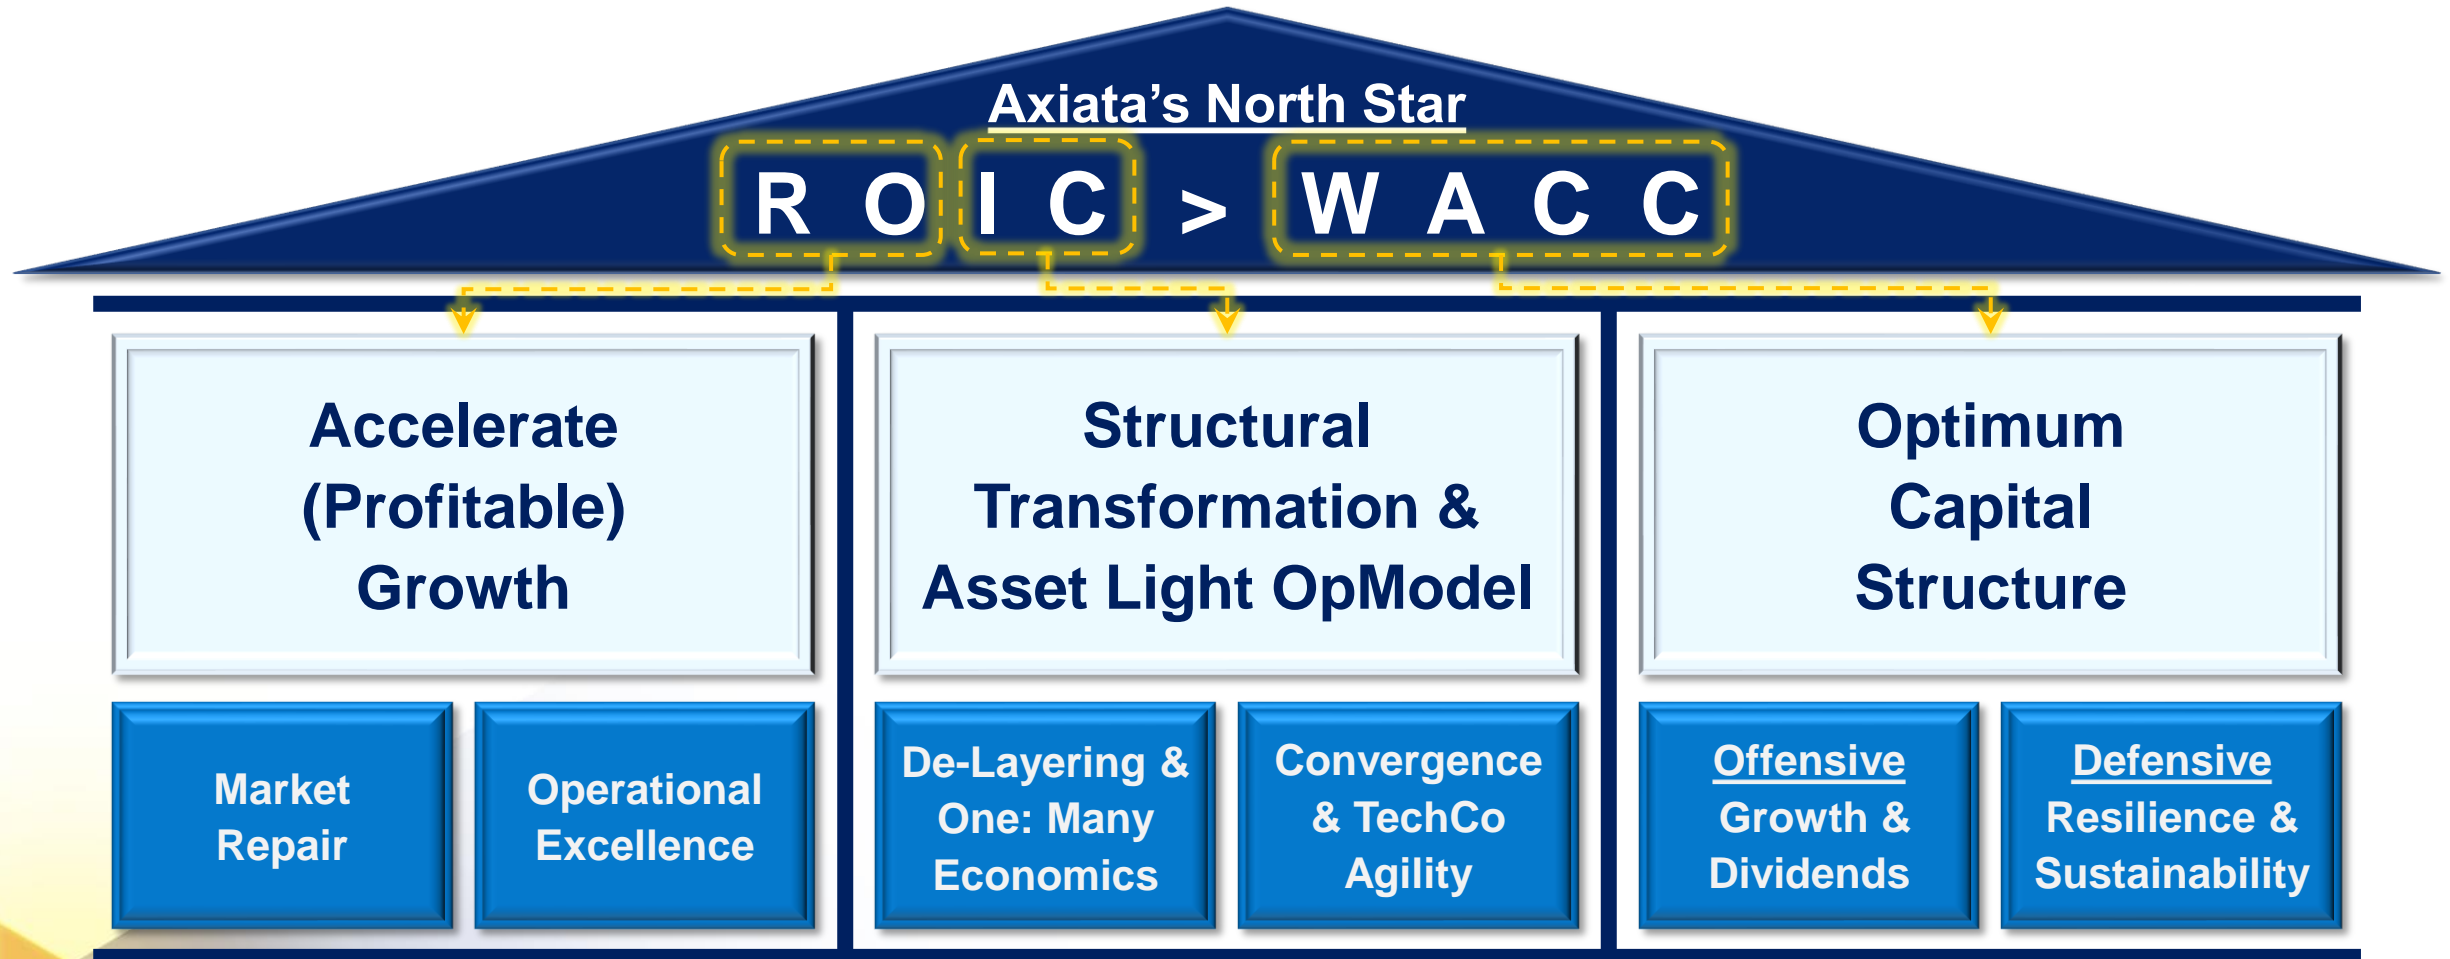 Axiata’s North Star
R O I C > W A C C
Accelerate
(Profitable)
Growth
Structural
Transformation &
Asset Light OpModel
Optimum
Capital
Structure
Market
Repair
Operational
Excellence
De-Layering &
One: Many
Economics
Convergence
& TechCo
Agility
Offensive
Growth &
Dividends
Defensive
Resilience &
Sustainability